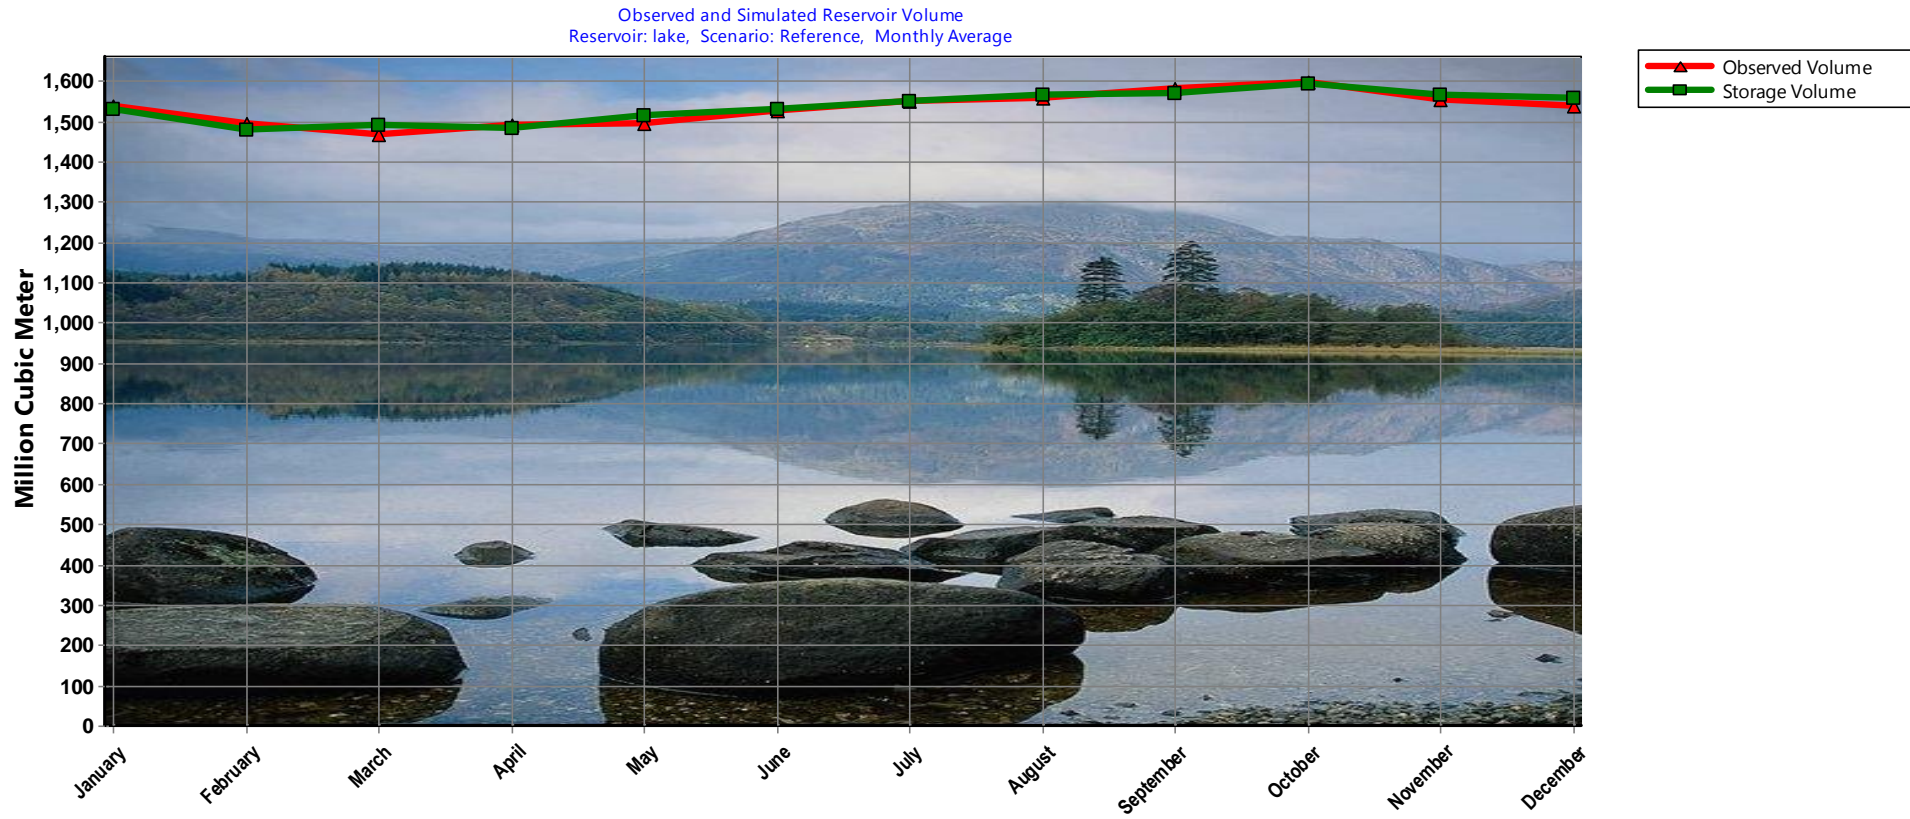 Observed and Simulated Reservoir Volume
Reservoir: lake, Scenario: Reference, Monthly Average
Observed Volume
Storage Volume
Million Cubic Meter
1,600
1,500
1,400
1,300
1,200
1,100
1,000
900
800
700
600
500
400
300
200
100
0
January
February
March
April
May
June
July
August
September
October
November
December